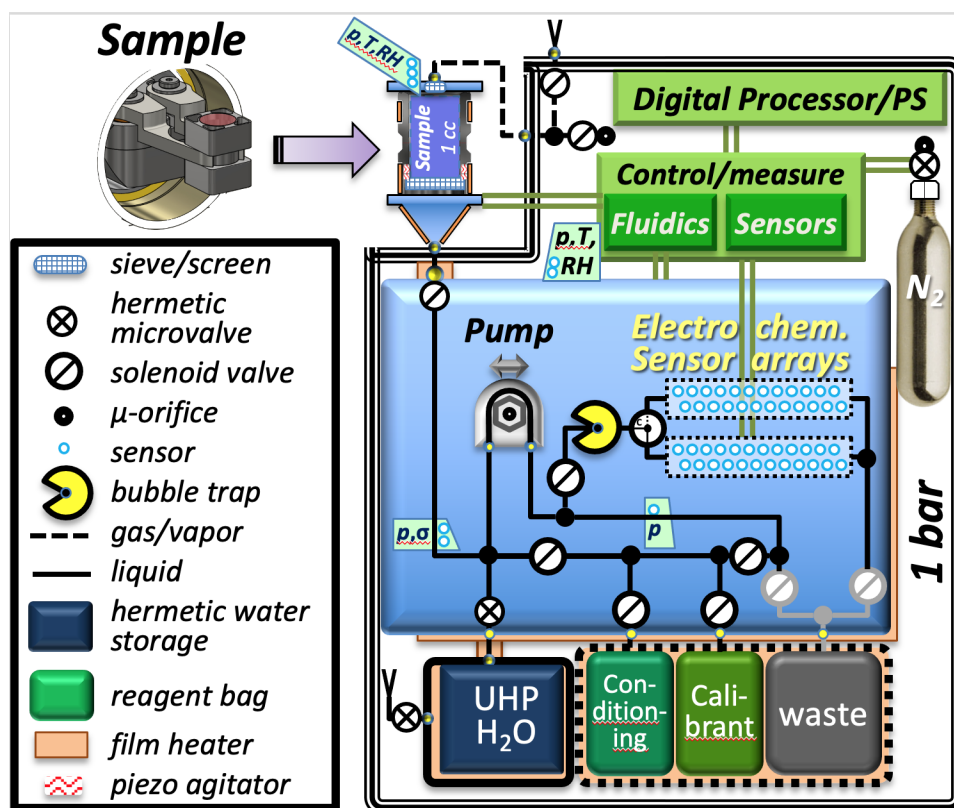 Sample
p,T,RH
Sample
1 cc
Digital Processor/PS
Control/measure
Fluidics
Sensors
N2
p,T,
RH
Pump
Electro chem.
Sensor arrays
c
p,σ
p
1 bar
UHP
H2O
Con-
dition-
ing
Cali-
brant
waste
sieve/screen
hermetic
microvalve
solenoid valve
μ-orifice
sensor
bubble trap
gas/vapor
liquid
hermetic water
storage
reagent bag
film heater
piezo agitator